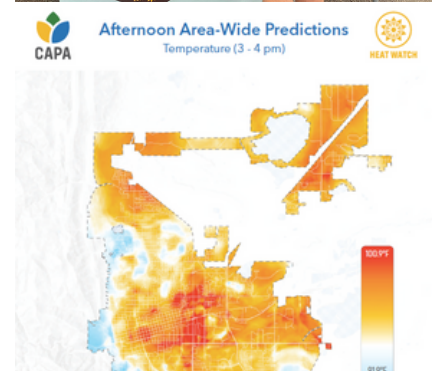 CAPA
Afternoon Area-Wide Predictions
Temperature (3 - 4 pm)
HEAT WATCH
100.9°F